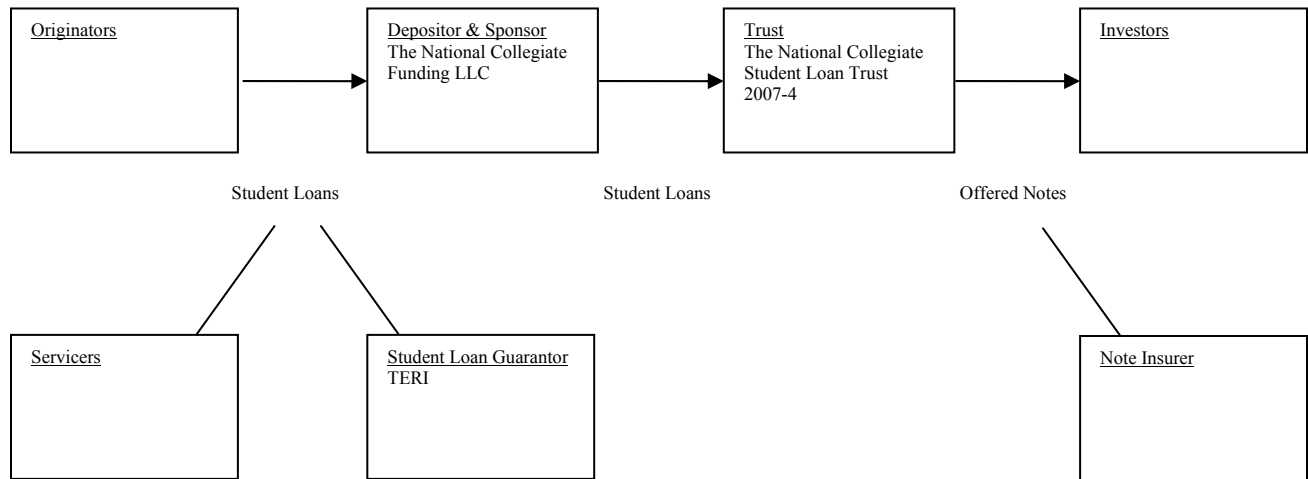 Originators
Depositor & Sponsor
The National Collegiate
Funding LLC
Trust
The National Collegiate
Student Loan Trust
2007-4
Investors
Student Loans
Student Loans
Offered Notes
Servicers
Student Loan Guarantor
TERI
Note Insurer